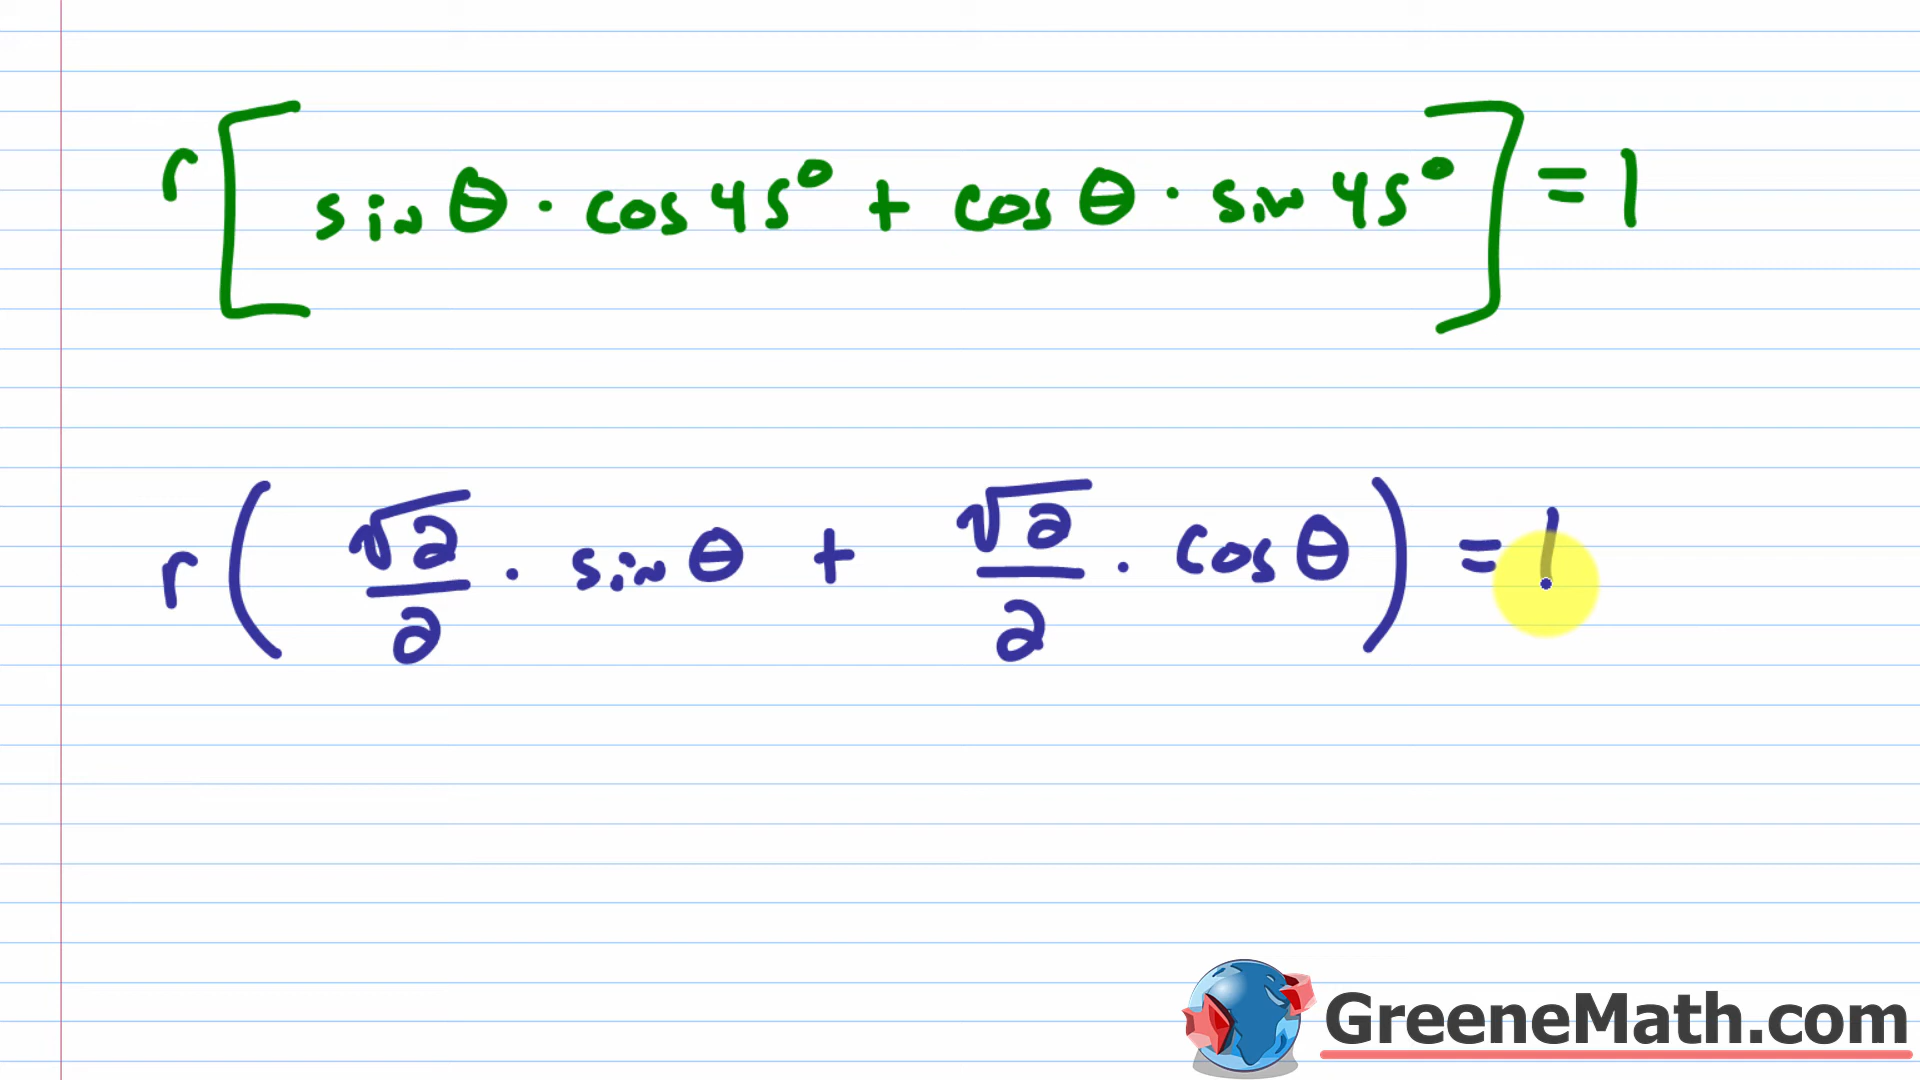 r[sin θ · cos 45° + cos θ · sin 45°] = 1
r(√2/2 · sin θ + √2/2 · cos θ) = 1
GreeneMath.com